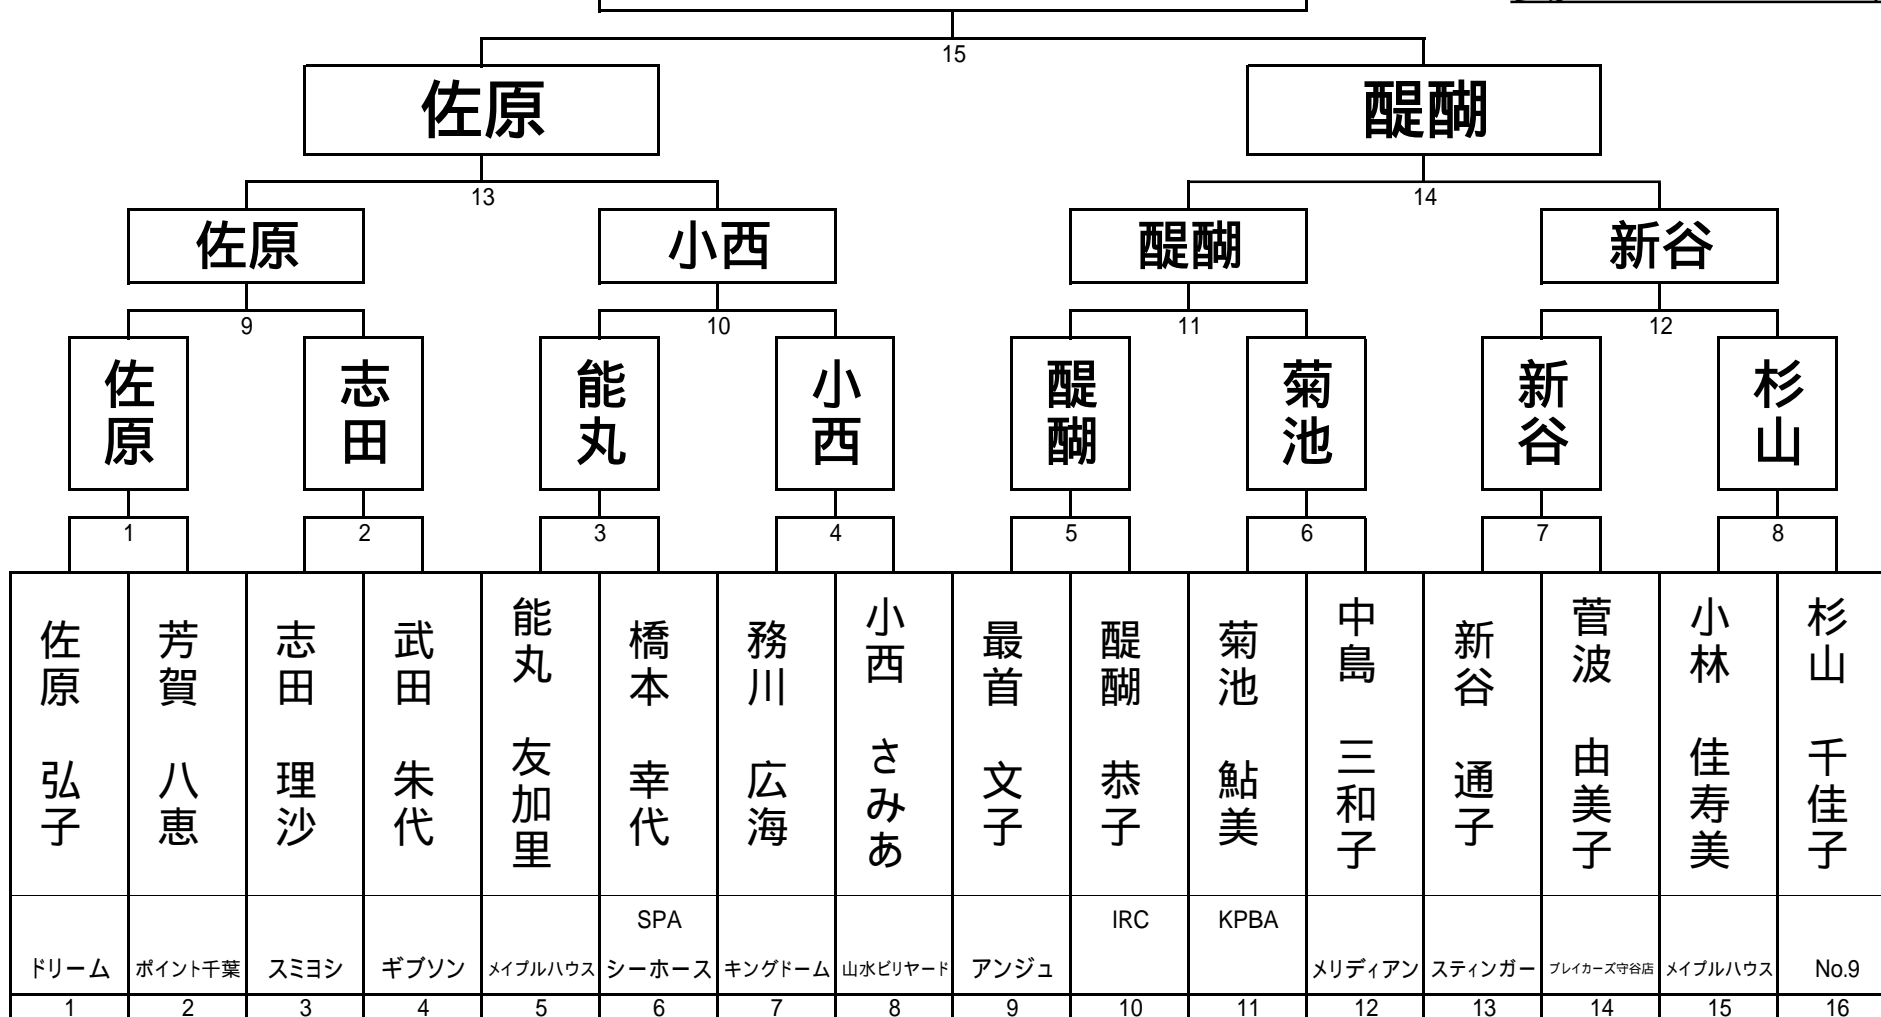 15
佐原
醍醐
13
14
佐原
小西
醍醐
新谷
9
10
11
12
佐原
志田
能丸
小西
醍醐
菊池
新谷
杉山
1
2
3
4
5
6
7
8
佐原 弘子
芳賀 八恵
志田 理沙
武田 朱代
能丸 友加里
橋本 幸代
務川 広海
小西 さみあ
最首 文子
醍醐 恭子
菊池 鮎美
中島 三和子
新谷 通子
菅波 由美子
小林 佳寿美
杉山 千佳子
SPA
IRC
KPBA
ドリーム
ポイント千葉
スミヨシ
ギブソン
メイプルハウス
シーホース
キングドーム
山水ビリヤード
アンジュ
メリディアン
スティンガー
ブレイカーズ守谷店
メイプルハウス
No.9
1
2
3
4
5
6
7
8
9
10
11
12
13
14
15
16